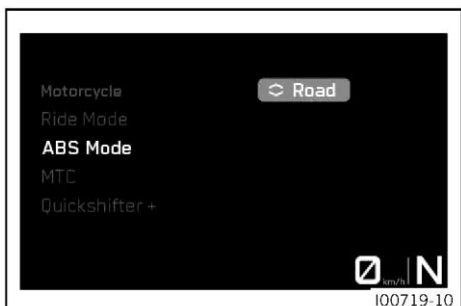 Motorcycle
Road
Ride Mode
ABS Mode
MTC
Quickshifter +
0 km/h N
I00719-10